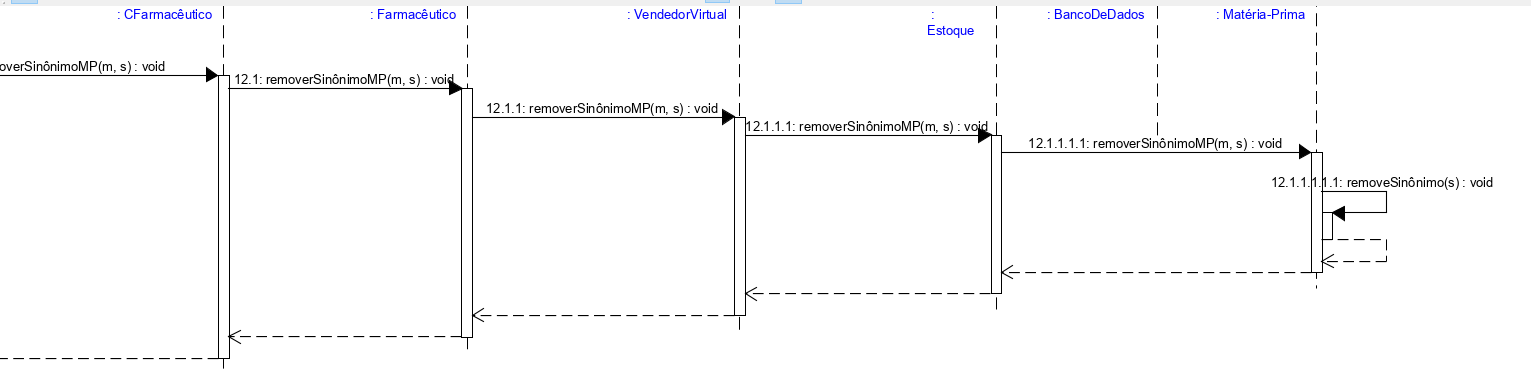 : CFarmacêutico
: Farmacêutico
: VendedorVirtual
:
Estoque
: BancoDeDados
: Matéria-Prima
overSinônimoMP(m, s) : void
12.1: removerSinônimoMP(m, s) : void
12.1.1: removerSinônimoMP(m, s) : void
12.1.1.1: removerSinônimoMP(m, s) : void
12.1.1.1.1: removerSinônimoMP(m, s) : void
12.1.1.1.1.1: removeSinônimo(s) : void